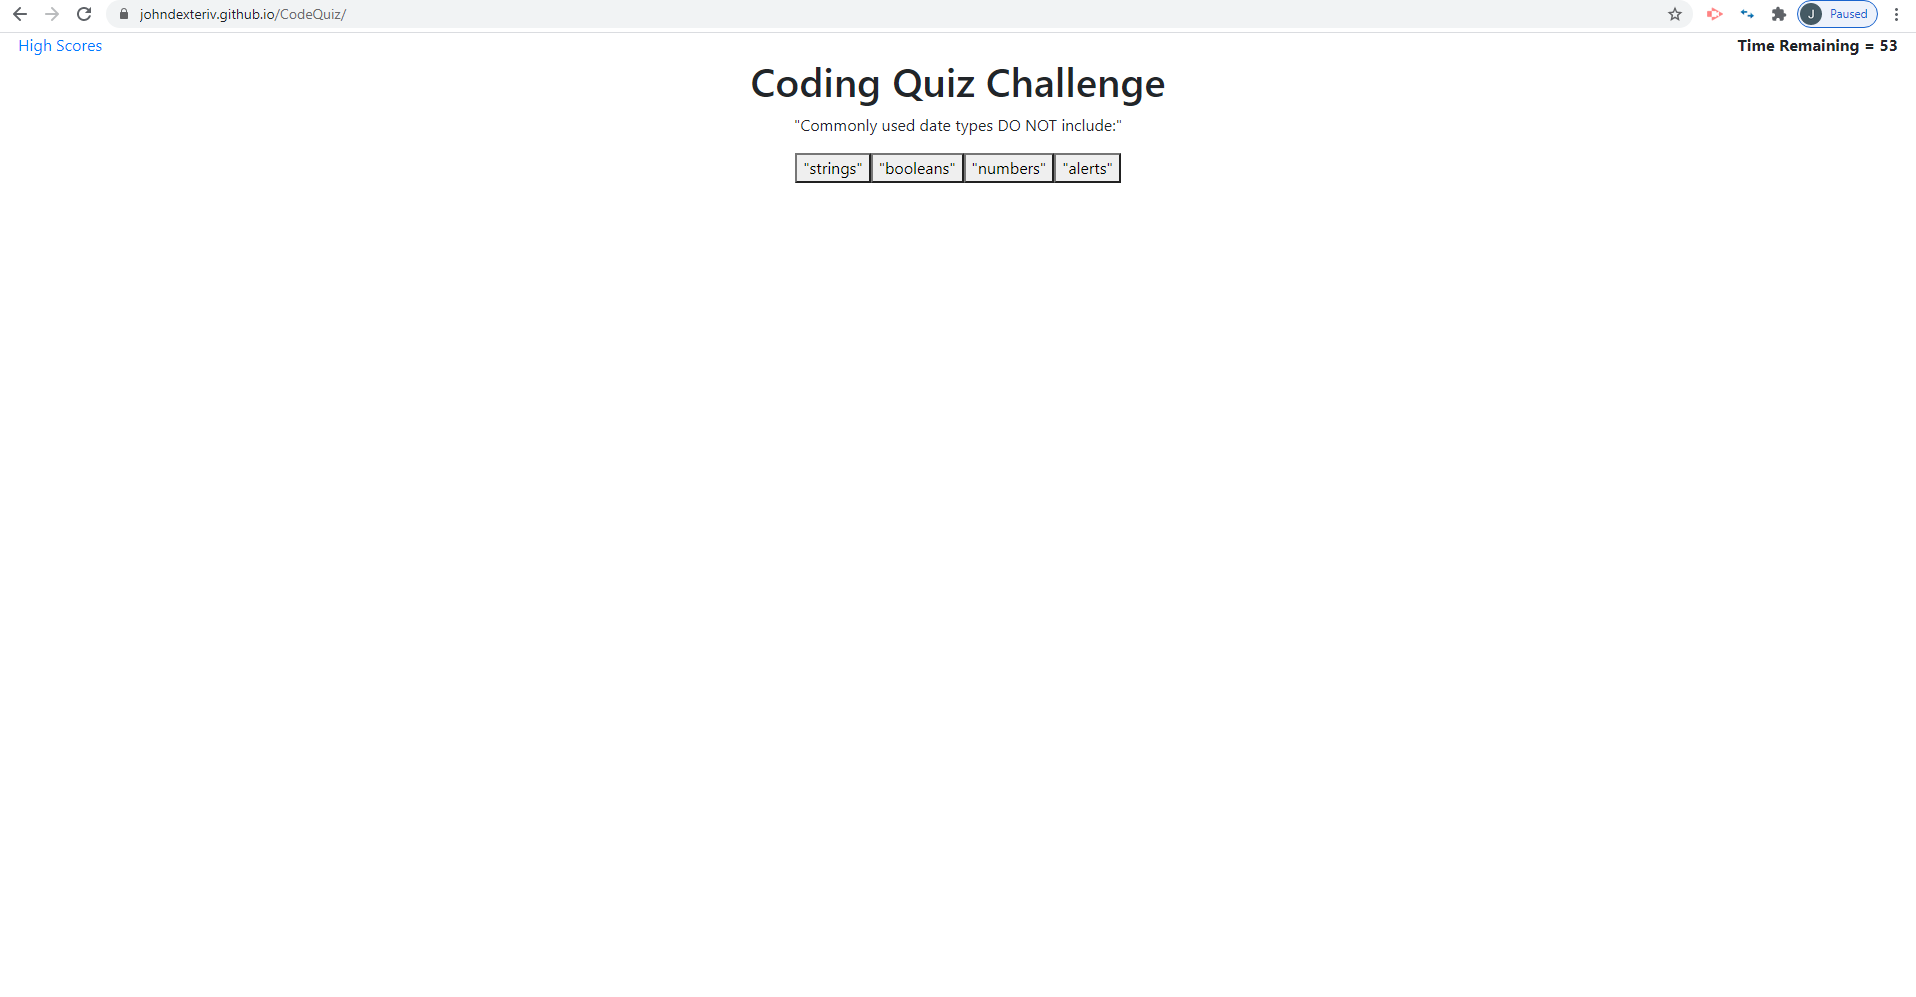 johndexteriv.github.io/CodeQuiz/
J Paused
High Scores
Time Remaining = 53
Coding Quiz Challenge
"Commonly used date types DO NOT include:"
"strings" "booleans" "numbers" "alerts"